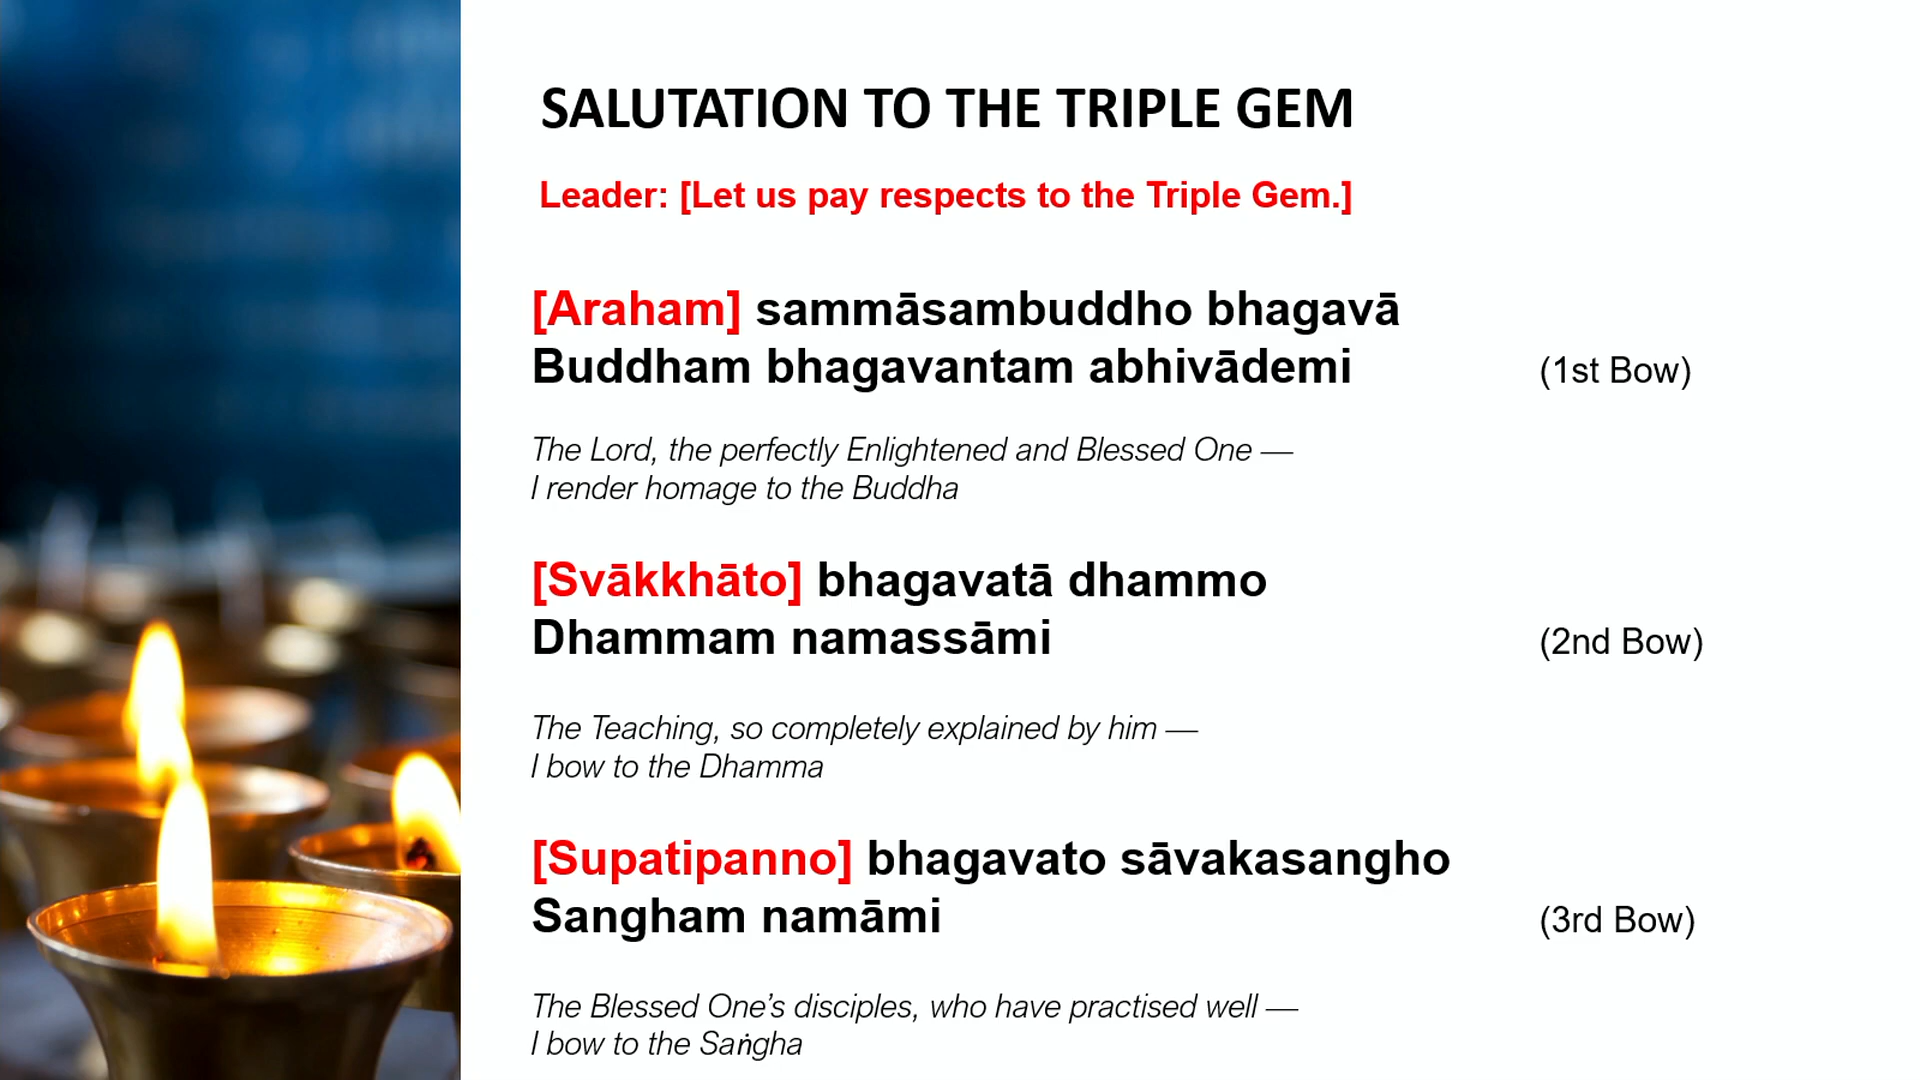 SALUTATION TO THE TRIPLE GEM
Leader: [Let us pay respects to the Triple Gem.]
[Araham] sammāsambuddho bhagavā
Buddham bhagavantam abhivādemi (1st Bow)
The Lord, the perfectly Enlightened and Blessed One —
I render homage to the Buddha
[Svākkhāto] bhagavatā dhammo
Dhammam namassāmi (2nd Bow)
The Teaching, so completely explained by him —
I bow to the Dhamma
[Supatipanno] bhagavato sāvakasangho
Sangham namāmi (3rd Bow)
The Blessed One’s disciples, who have practised well —
I bow to the Saṅgha